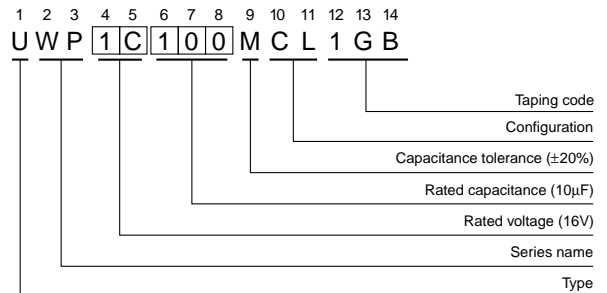 1 2 3 4 5 6 7 8 9 10 11 12 13 14
U W P 1 C 1 0 0 M C L 1 G B
Taping code
Configuration
Capacitance tolerance (±20%)
Rated capacitance (10µF)
Rated voltage (16V)
Series name
Type